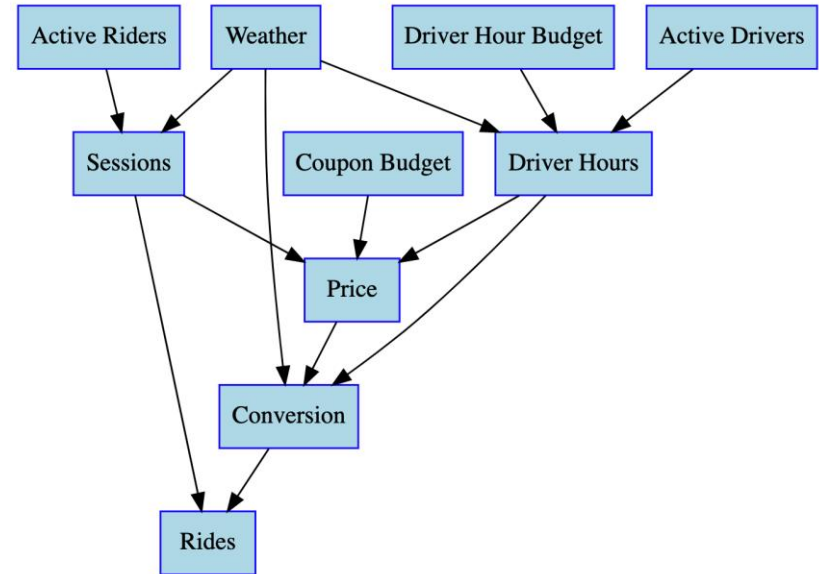 Active Riders
Weather
Driver Hour Budget
Active Drivers
Sessions
Coupon Budget
Driver Hours
Price
Conversion
Rides